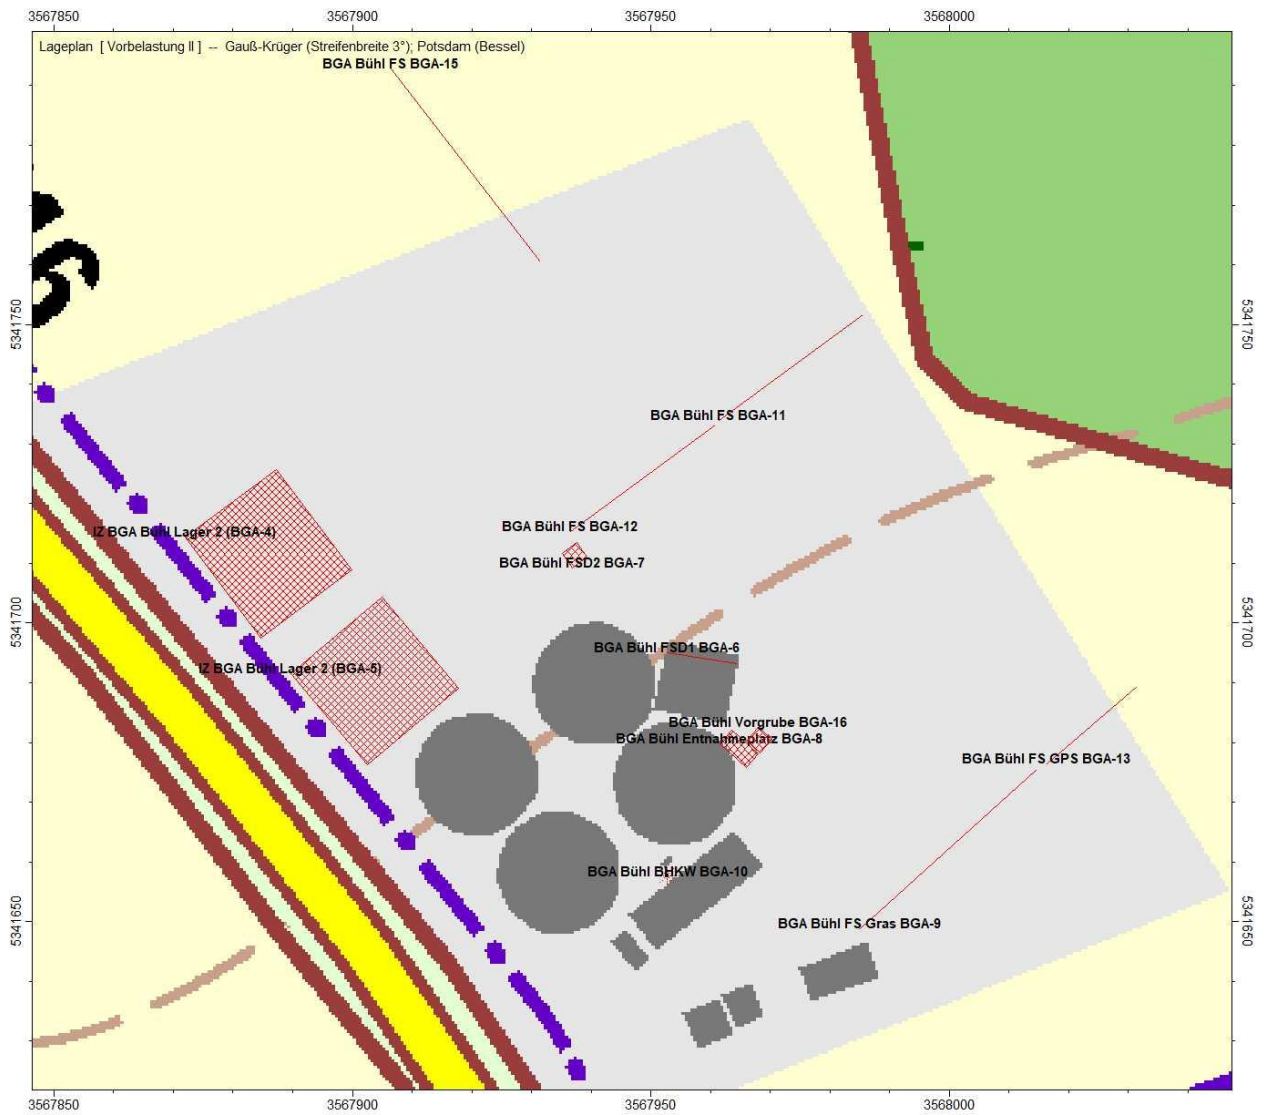 3567850 3567900 3567950 3568000
Lageplan [ Vorbelastung II ] -- Gauß-Krüger (Streifenbreite 3°); Potsdam (Bessel)
BGA Bühl FS BGA-15
5341750 5341750
BGA Bühl FS BGA-11
BGA Bühl FS BGA-12
IZ BGA Bühl Lager 2 (BGA-4)
BGA Bühl FSD2 BGA-7
5341700 5341700
BGA Bühl FSD1 BGA-6
IZ BGA Bühl Lager 2 (BGA-5)
BGA Bühl Vorgrube BGA-16
BGA Bühl Entnahmeplatz BGA-8
BGA Bühl FS GPS BGA-13
BGA Bühl BHKW BGA-10
BGA Bühl FS Gras BGA-9
5341650 5341650
3567850 3567900 3567950 3568000